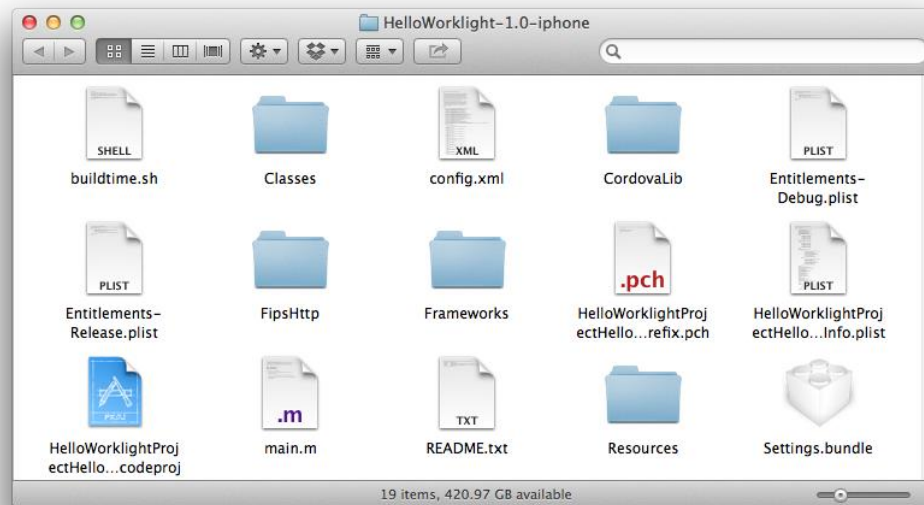 HelloWorklight-1.0-iphone
SHELL
XML
PLIST
buildtime.sh
Classes
config.xml
CordovaLib
Entitlements-
Debug.plist
PLIST
.pch
PLIST
Entitlements-
Release.plist
FipsHttp
Frameworks
HelloWorklightProj
ectHello...refix.pch
HelloWorklightProj
ectHello...Info.plist
PROJ
.m
TXT
HelloWorklightProj
ectHello...codeproj
main.m
README.txt
Resources
Settings.bundle
19 items, 420.97 GB available